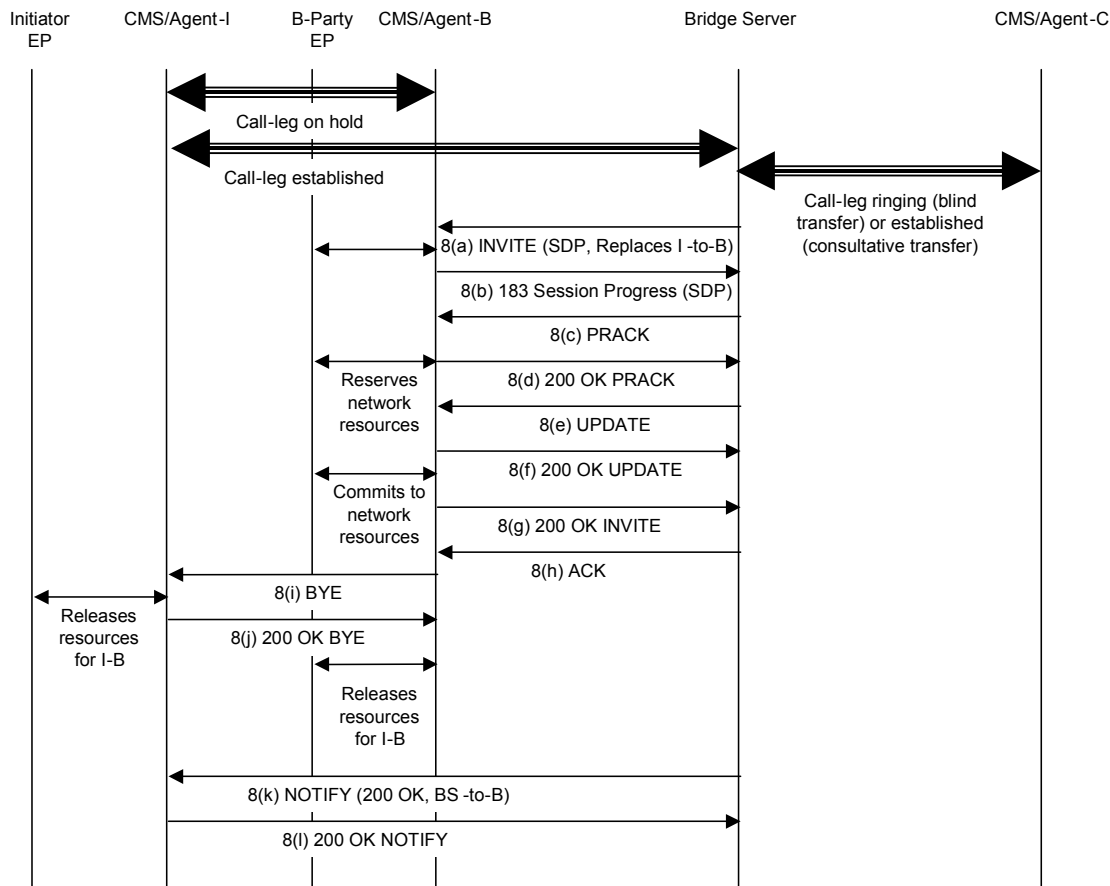 Initiator
EP
CMS/Agent-I
B-Party
EP
CMS/Agent-B
Bridge Server
CMS/Agent-C
Call-leg on hold
Call-leg established
Call-leg ringing (blind
transfer) or established
(consultative transfer)
8(a) INVITE (SDP, Replaces I -to-B)
8(b) 183 Session Progress (SDP)
8(c) PRACK
8(d) 200 OK PRACK
Reserves
network
resources
8(e) UPDATE
8(f) 200 OK UPDATE
Commits to
network
resources
8(g) 200 OK INVITE
8(h) ACK
8(i) BYE
Releases
resources
for I-B
8(j) 200 OK BYE
Releases
resources
for I-B
8(k) NOTIFY (200 OK, BS -to-B)
8(l) 200 OK NOTIFY